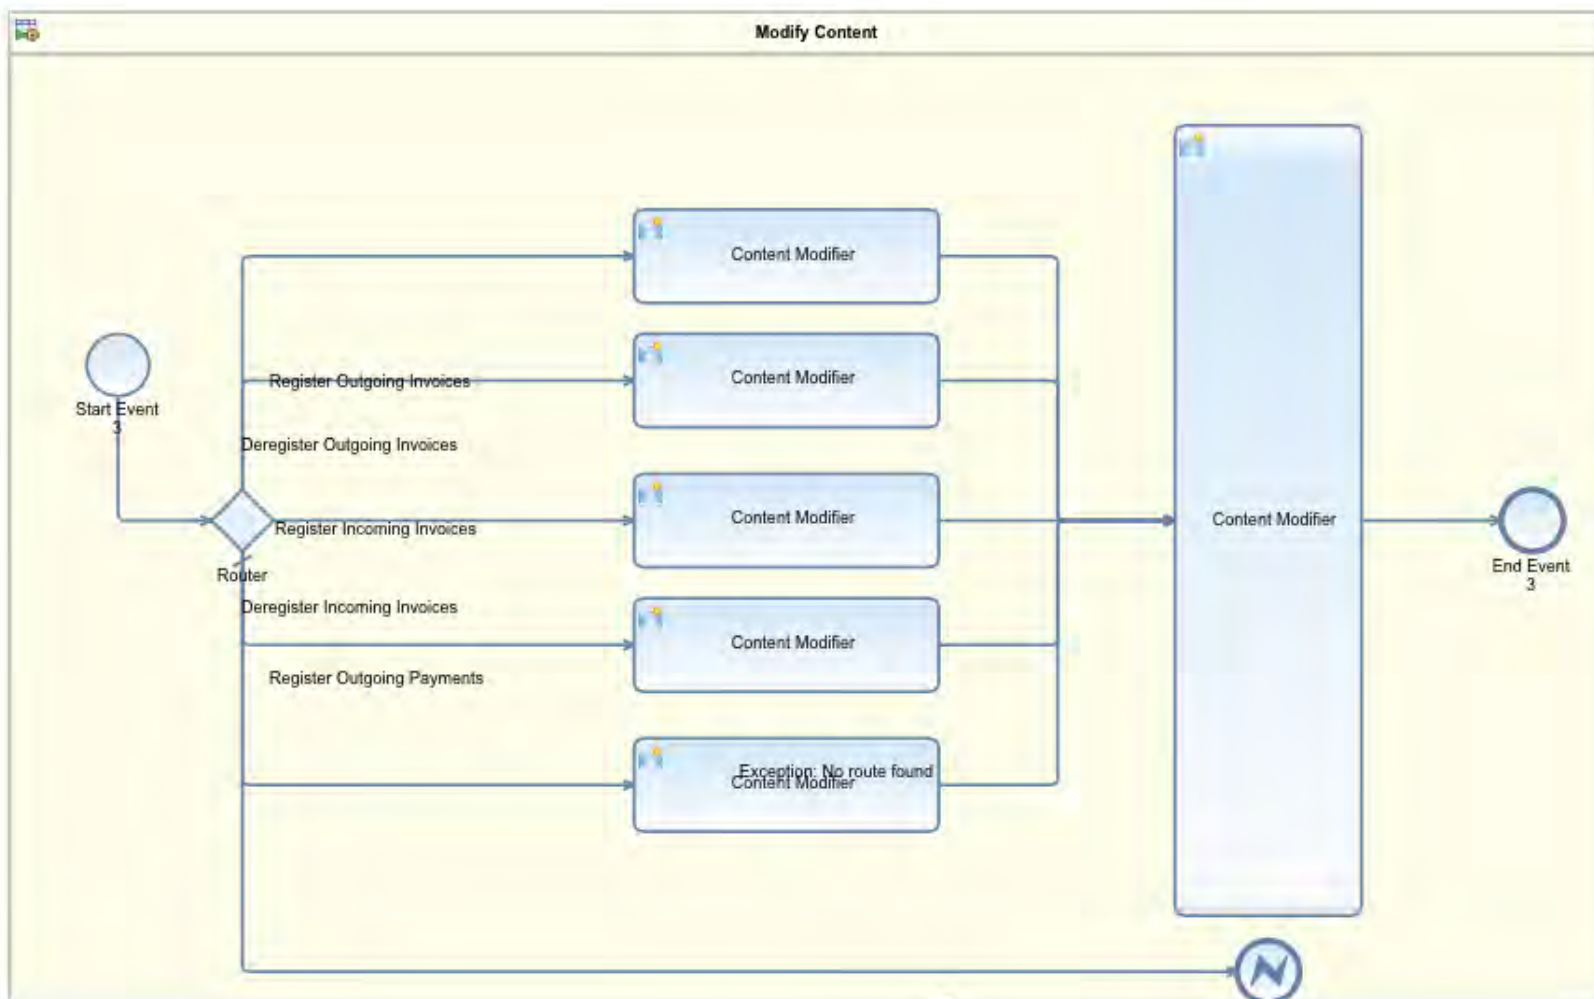 Modify Content
Content Modifier
Register Outgoing Invoices
Content Modifier
Start Event
3
Deregister Outgoing Invoices
Register Incoming Invoices
Content Modifier
Content Modifier
Router
End Event
3
Deregister Incoming Invoices
Content Modifier
Register Outgoing Payments
Exception: No route found
Content Modifier